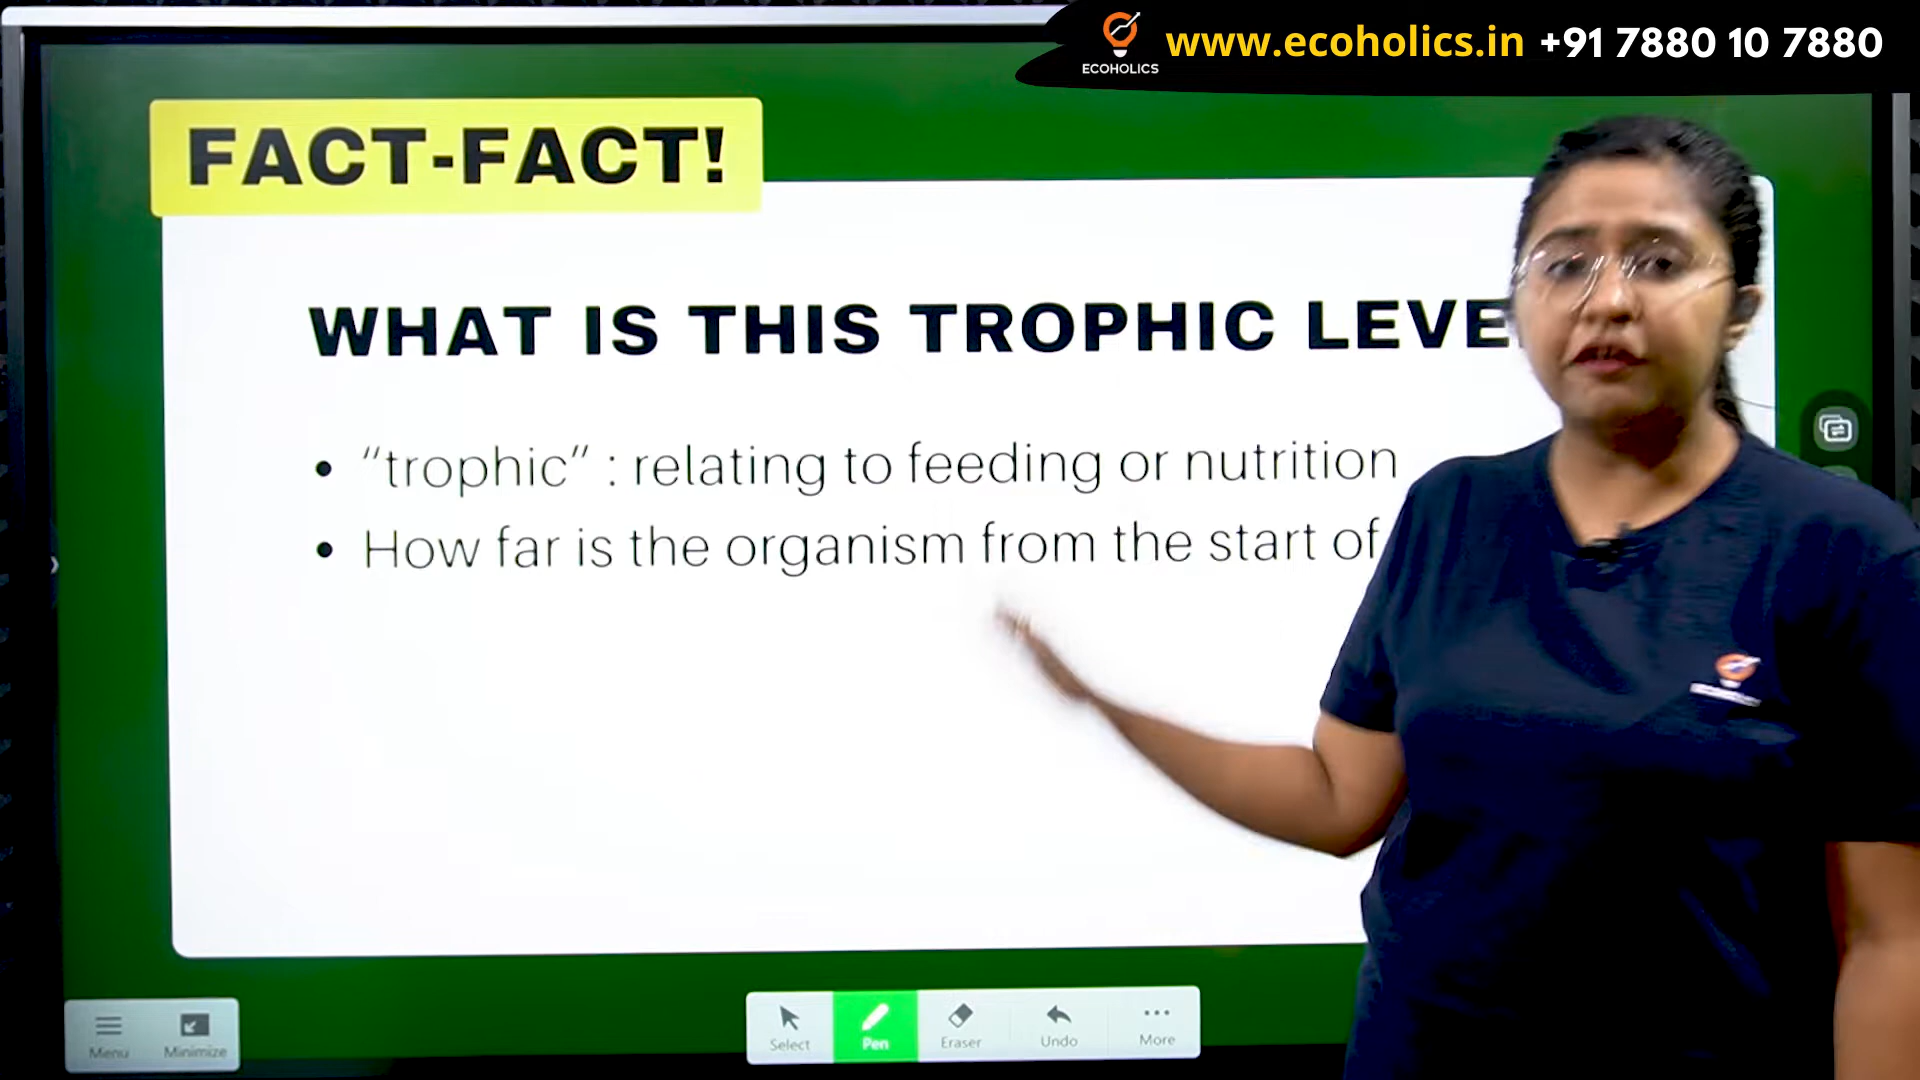 www.ecoholics.in +91 7880 10 7880
ECOHOLICS
FACT-FACT!
WHAT IS THIS TROPHIC LEVE
• “trophic” : relating to feeding or nutrition
• How far is the organism from the start of
Menu
Minimize
Select
Pen
Eraser
Undo
More